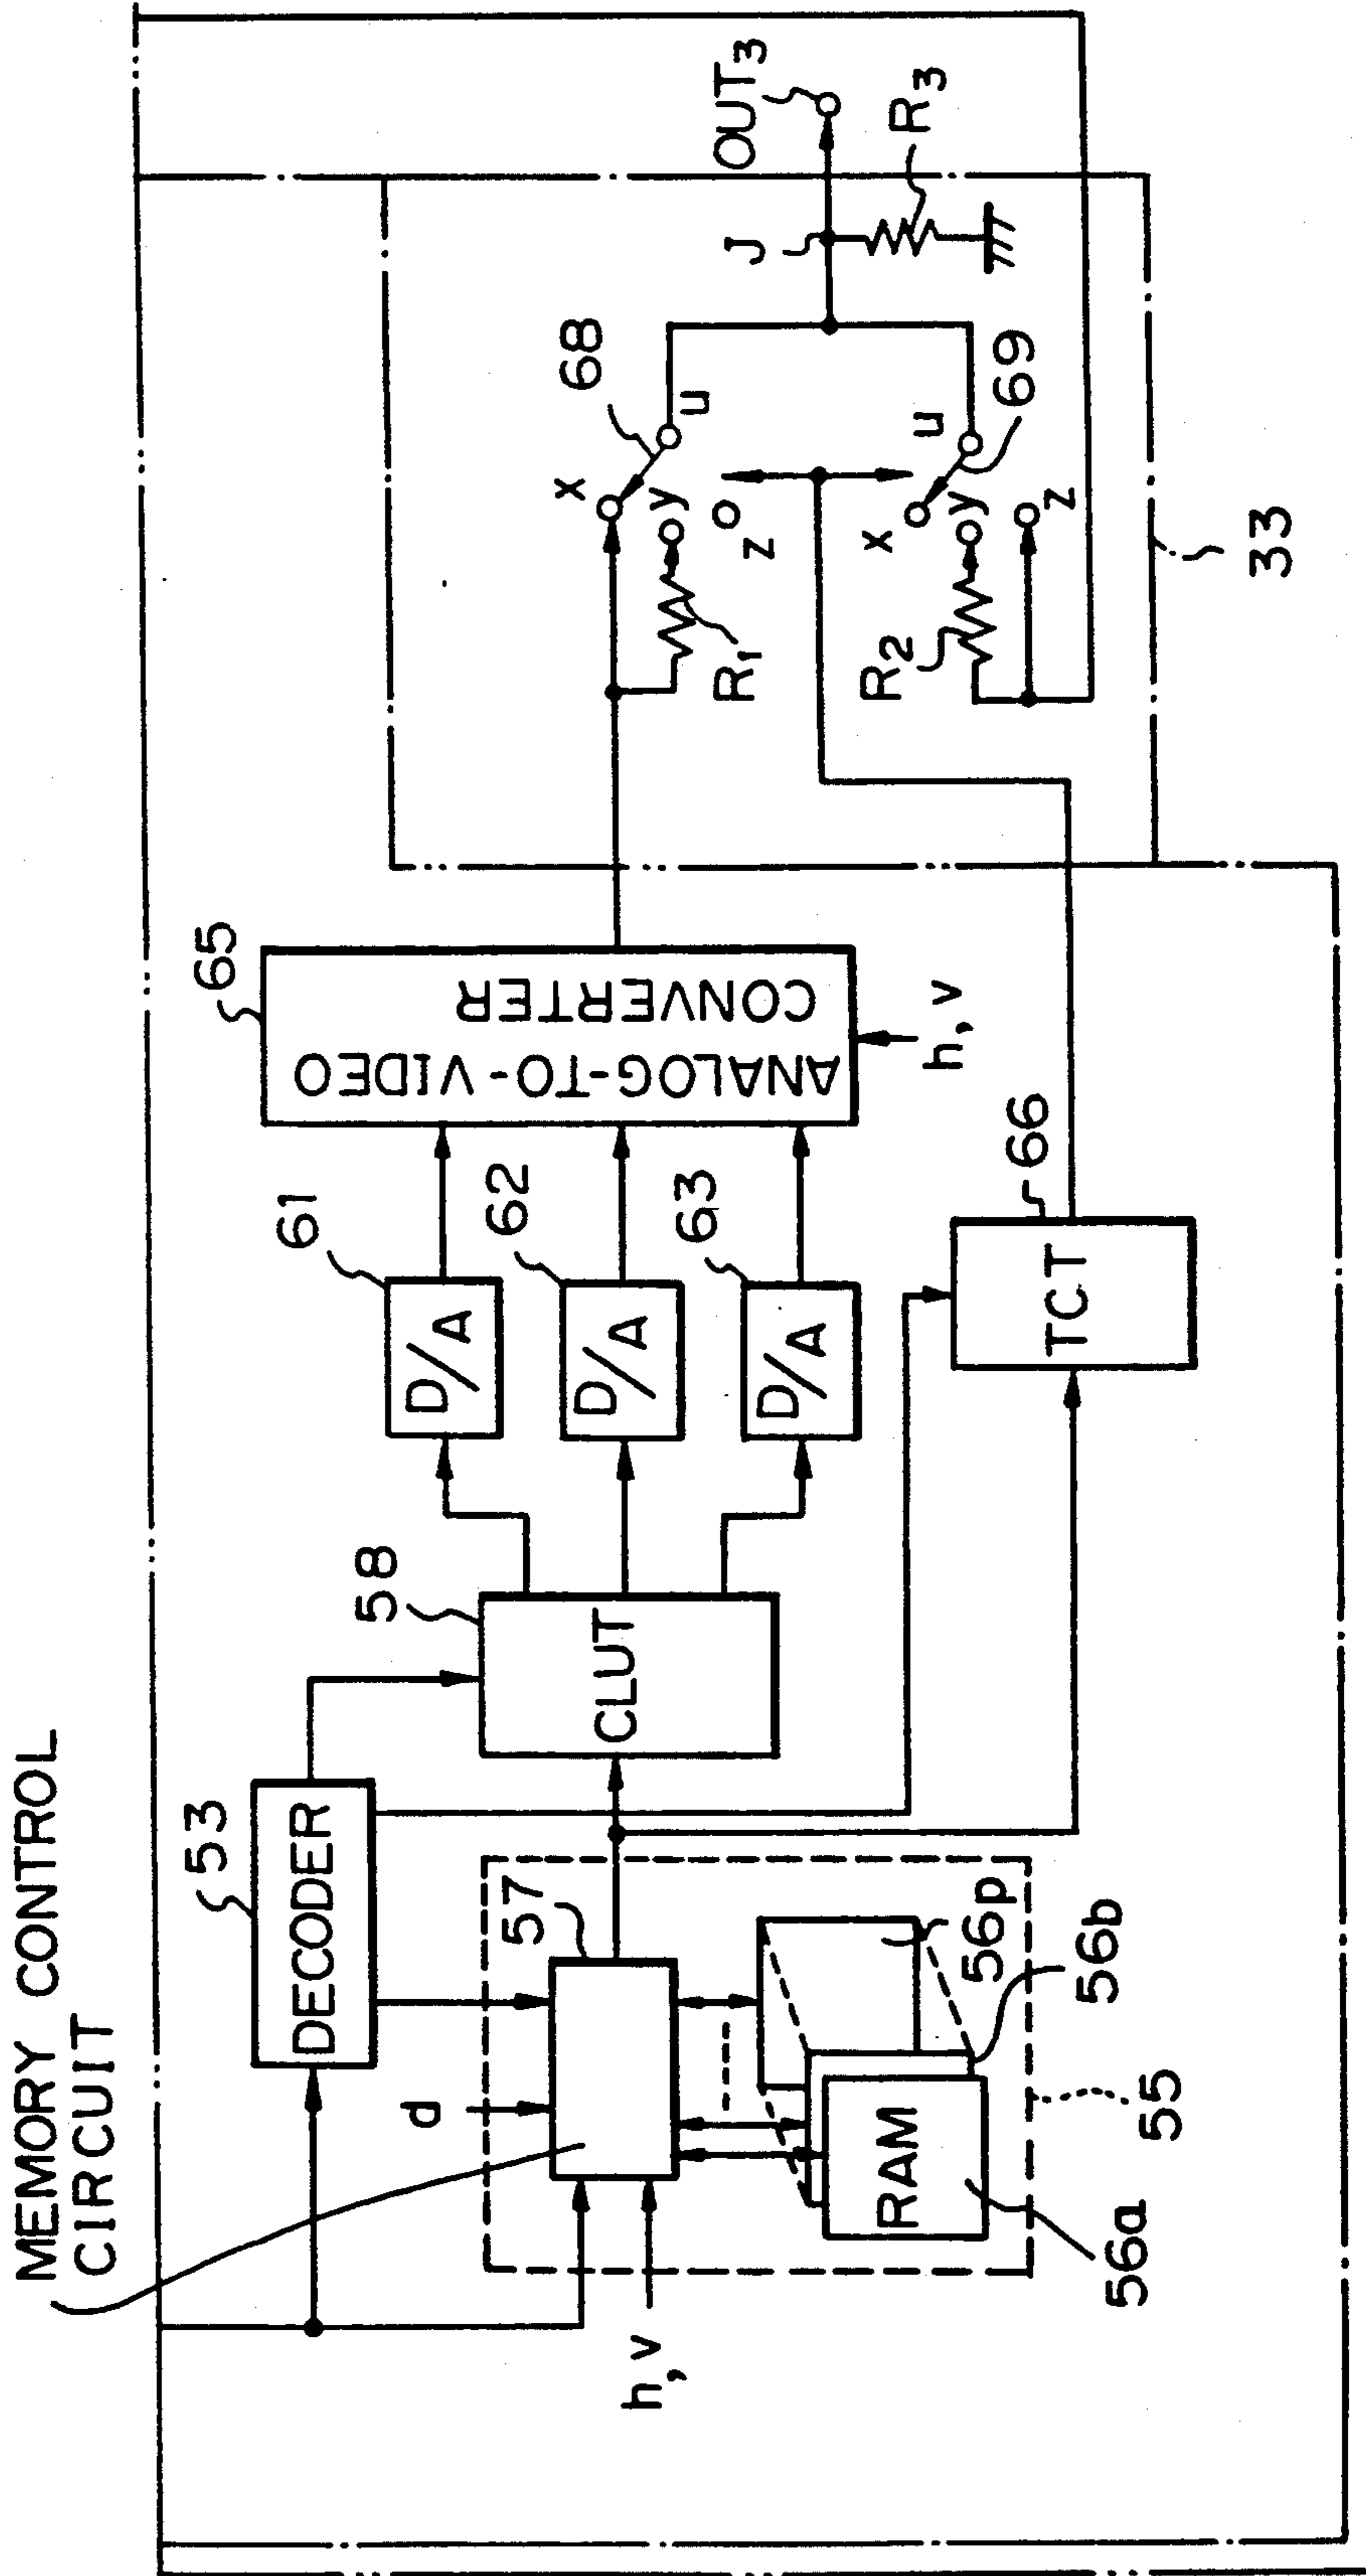 MEMORY CONTROL
CIRCUIT
53
DECODER
d
57
h, v
RAM
56a
56b
56p
55
58
CLUT
61
D/A
62
D/A
63
D/A
65
ANALOG-TO-VIDEO
CONVERTER
h, v
66
TCT
x
y
z
u
68
R1
x
y
z
u
69
R2
J
OUT3
R3
33